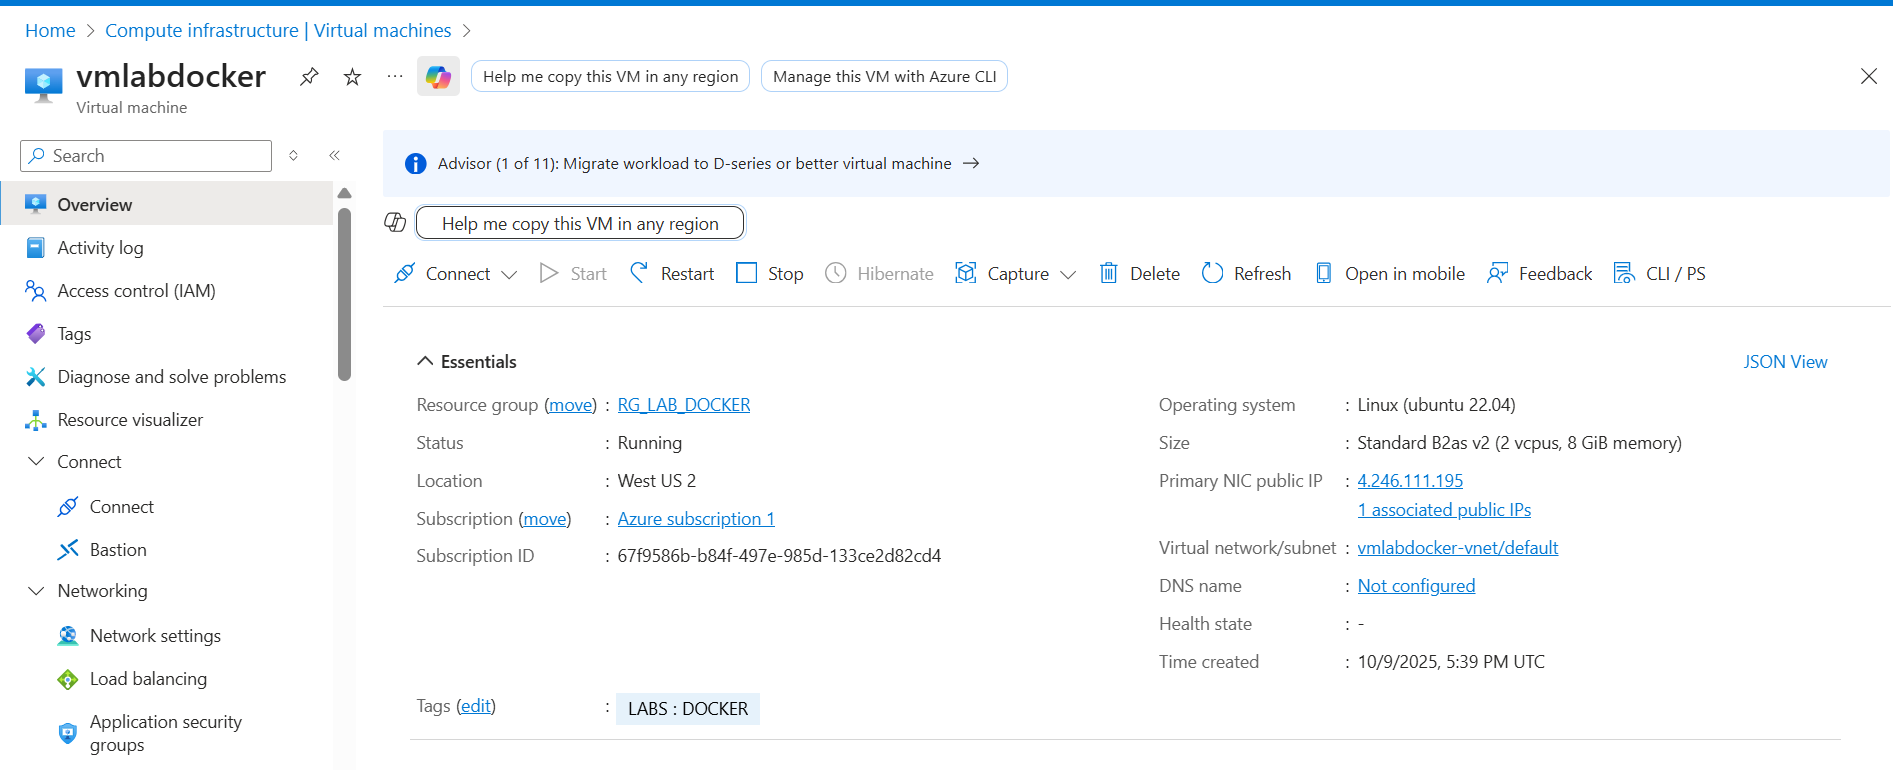 Home > Compute infrastructure | Virtual machines >
vmlabdocker
Virtual machine
Help me copy this VM in any region
Manage this VM with Azure CLI
Search
Overview
Activity log
Access control (IAM)
Tags
Diagnose and solve problems
Resource visualizer
Connect
Connect
Bastion
Networking
Network settings
Load balancing
Application security
groups
Advisor (1 of 11): Migrate workload to D-series or better virtual machine →
Help me copy this VM in any region
Connect Start Restart Stop Hibernate Capture Delete Refresh Open in mobile Feedback CLI / PS
Essentials
JSON View
Resource group (move) : RG_LAB_DOCKER
Status : Running
Location : West US 2
Subscription (move) : Azure subscription 1
Subscription ID : 67f9586b-b84f-497e-985d-133ce2d82cd4
Operating system : Linux (ubuntu 22.04)
Size : Standard B2as v2 (2 vcpus, 8 GiB memory)
Primary NIC public IP : 4.246.111.195
1 associated public IPs
Virtual network/subnet : vmlabdocker-vnet/default
DNS name : Not configured
Health state : -
Time created : 10/9/2025, 5:39 PM UTC
Tags (edit) : LABS : DOCKER